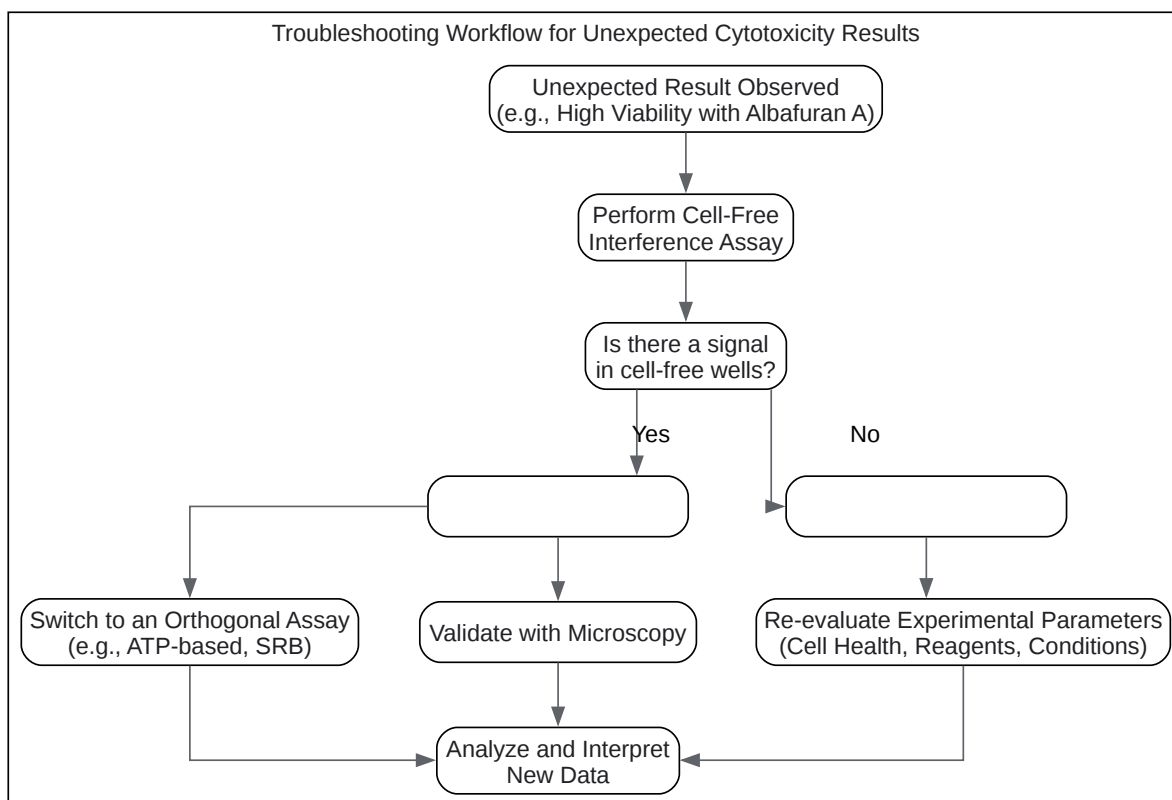 Troubleshooting Workflow for Unexpected Cytotoxicity Results
Unexpected Result Observed
(e.g., High Viability with Albafuran A)
Perform Cell-Free
Interference Assay
Is there a signal
in cell-free wells?
Yes
No
Switch to an Orthogonal Assay
(e.g., ATP-based, SRB)
Validate with Microscopy
Re-evaluate Experimental Parameters
(Cell Health, Reagents, Conditions)
Analyze and Interpret
New Data